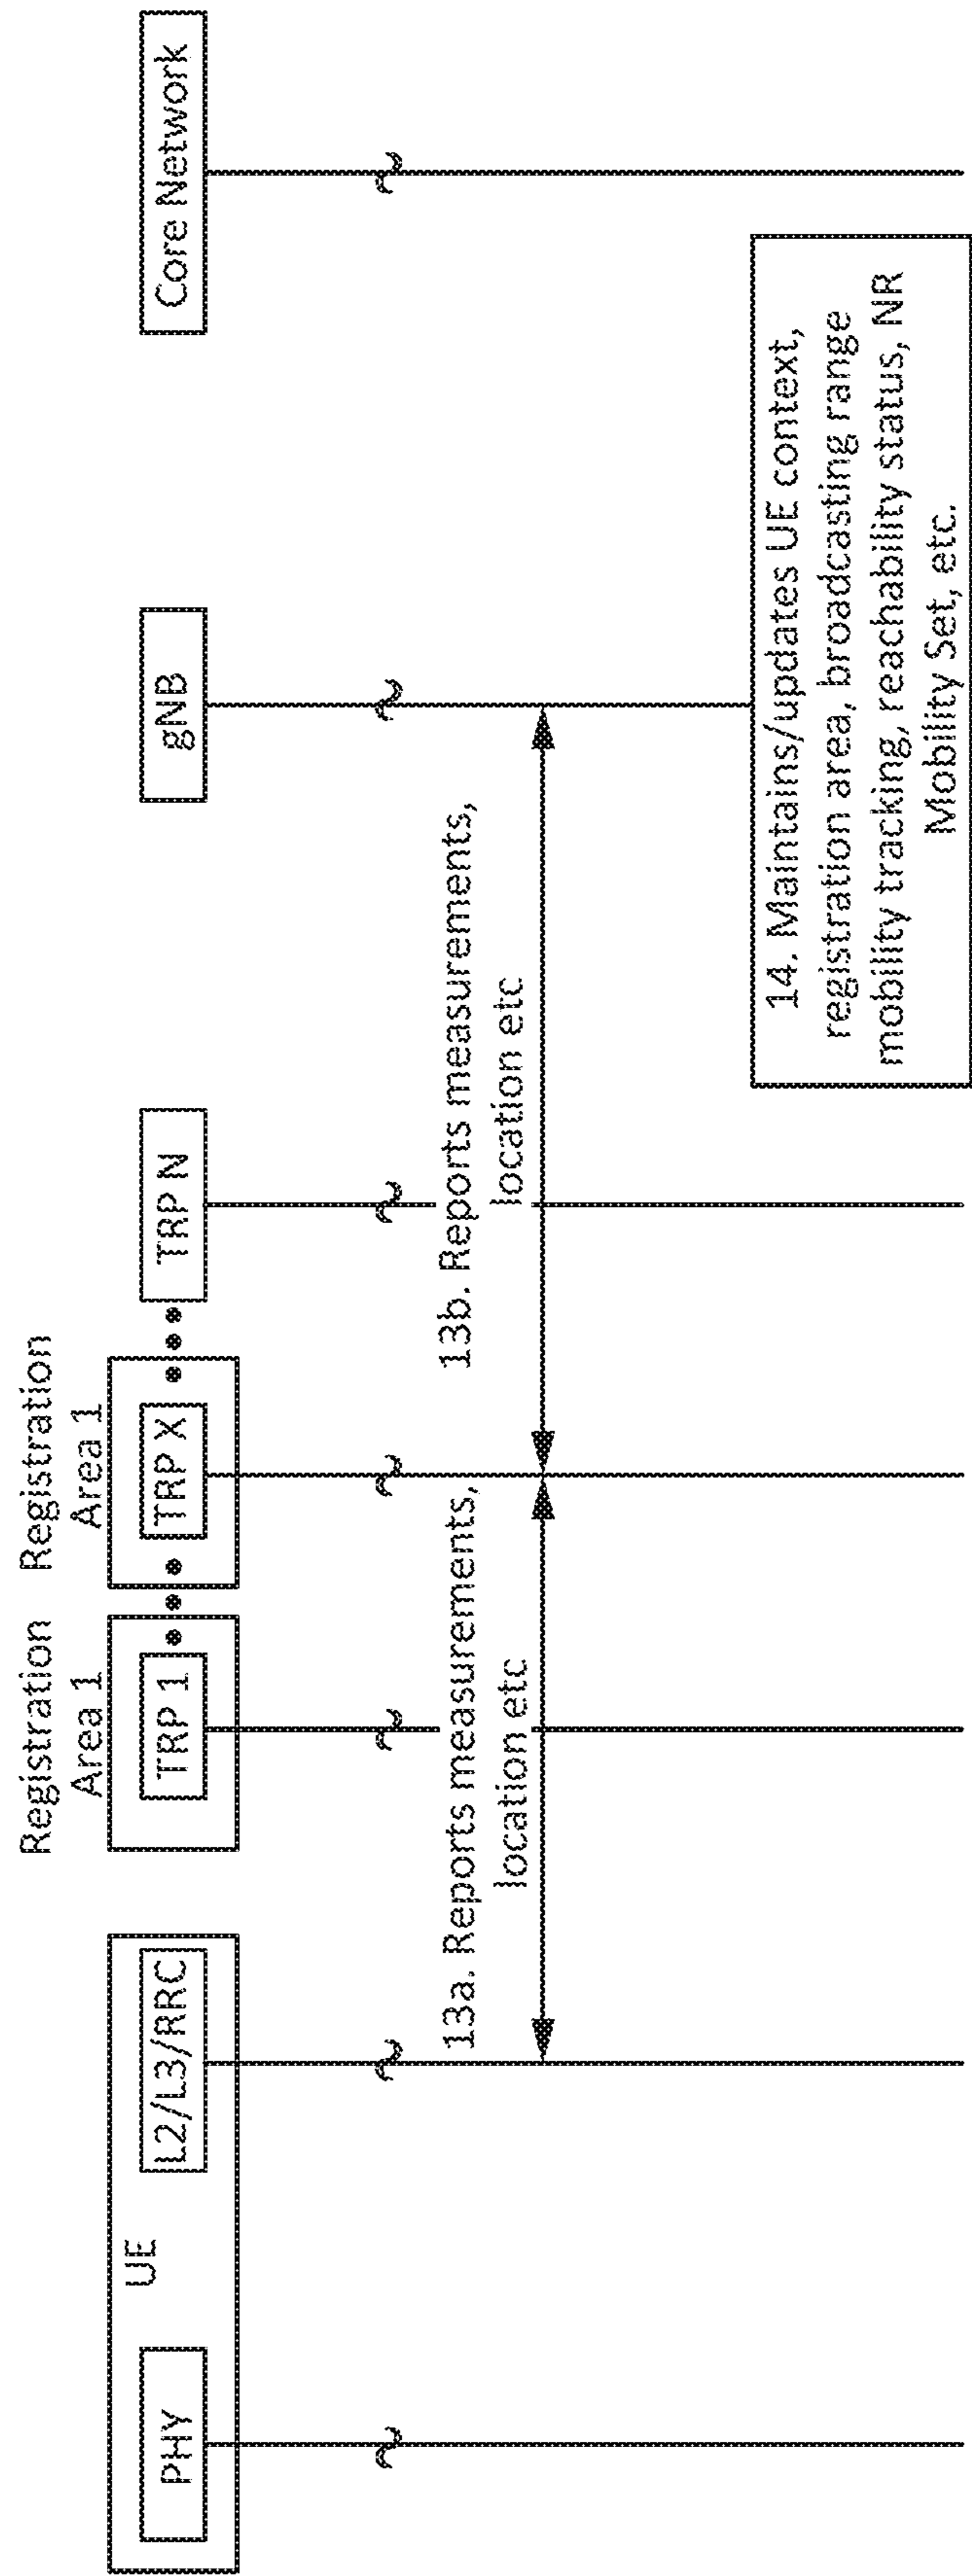 UE
PHY
L2/L3/RRC
Registration
Area 1
TRP 1
Registration
Area 1
TRP X
TRP N
gNB
Core Network
13a. Reports measurements,
location etc
13b. Reports measurements,
location etc
14. Maintains/updates UE context,
registration area, broadcasting range
mobility tracking, reachability status, NR
Mobility Set, etc.